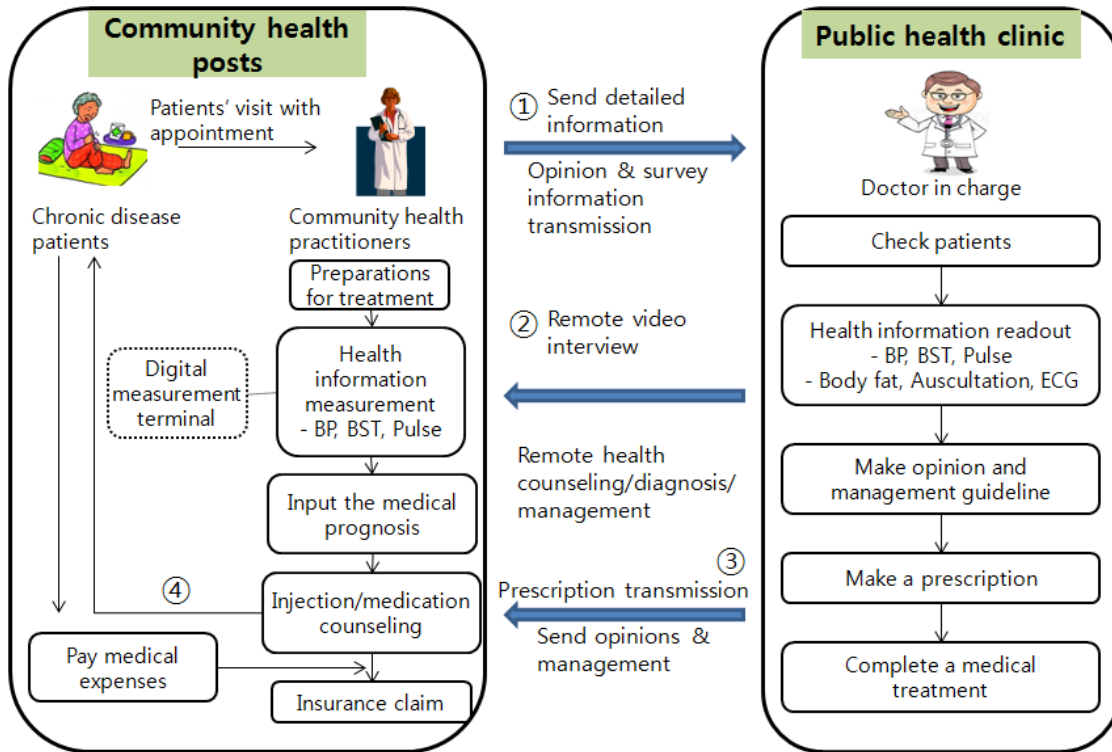 Community health
posts
Patients' visit with
appointment
Chronic disease
patients
Community health
practitioners
Preparations
for treatment
Digital
measurement
terminal
Health
information
measurement
- BP, BST, Pulse
Input the medical
prognosis
④
Injection/medication
counseling
Pay medical
expenses
Insurance claim
① Send detailed
information
Opinion & survey
information
transmission
② Remote video
interview
Remote health
counseling/diagnosis/
management
③
Prescription transmission
Send opinions &
management
Public health clinic
Doctor in charge
Check patients
Health information readout
- BP, BST, Pulse
- Body fat, Auscultation, ECG
Make opinion and
management guideline
Make a prescription
Complete a medical
treatment